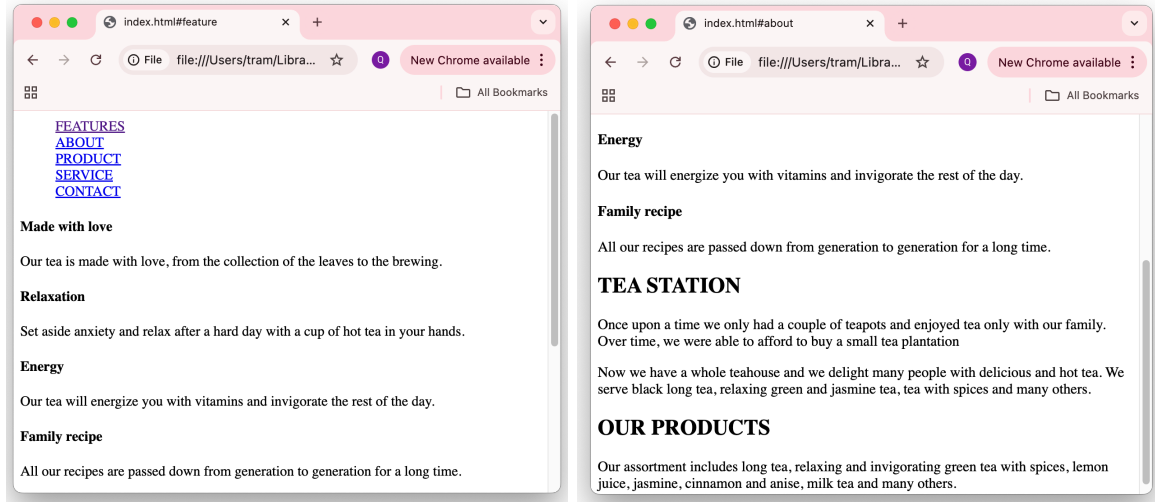 index.html#feature
File file:///Users/tram/Libra... Q New Chrome available
All Bookmarks
FEATURES
ABOUT
PRODUCT
SERVICE
CONTACT
Made with love
Our tea is made with love, from the collection of the leaves to the brewing.
Relaxation
Set aside anxiety and relax after a hard day with a cup of hot tea in your hands.
Energy
Our tea will energize you with vitamins and invigorate the rest of the day.
Family recipe
All our recipes are passed down from generation to generation for a long time.
index.html#about
File file:///Users/tram/Libra... Q New Chrome available
All Bookmarks
Energy
Our tea will energize you with vitamins and invigorate the rest of the day.
Family recipe
All our recipes are passed down from generation to generation for a long time.
TEA STATION
Once upon a time we only had a couple of teapots and enjoyed tea only with our family.
Over time, we were able to afford to buy a small tea plantation
Now we have a whole teahouse and we delight many people with delicious and hot tea. We
serve black long tea, relaxing green and jasmine tea, tea with spices and many others.
OUR PRODUCTS
Our assortment includes long tea, relaxing and invigorating green tea with spices, lemon
juice, jasmine, cinnamon and anise, milk tea and many others.